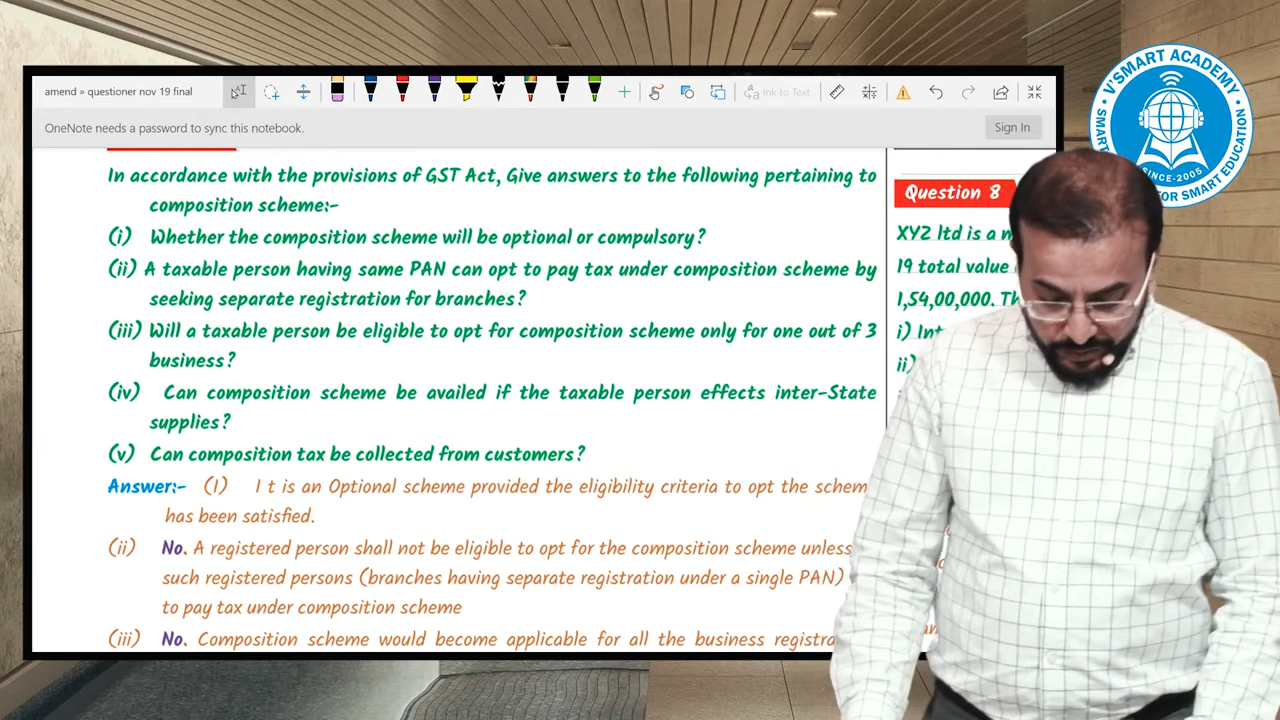 amend » questioner nov 19 final
Ink to Text
OneNote needs a password to sync this notebook.
Sign In
In accordance with the provisions of GST Act, Give answers to the following pertaining to
composition scheme:-
(i) Whether the composition scheme will be optional or compulsory?
(ii) A taxable person having same PAN can opt to pay tax under composition scheme by
seeking separate registration for branches?
(iii) Will a taxable person be eligible to opt for composition scheme only for one out of 3
business?
(iv) Can composition scheme be availed if the taxable person effects inter-State
supplies?
(v) Can composition tax be collected from customers?
Answer:- (I) I t is an Optional scheme provided the eligibility criteria to opt the schem
has been satisfied.
(ii) No. A registered person shall not be eligible to opt for the composition scheme unless
such registered persons (branches having separate registration under a single PAN)
to pay tax under composition scheme
(iii) No. Composition scheme would become applicable for all the business registra
Question 8
XYZ ltd is a
19 total value
1,54,00,000.
i)
ii)
V'SMART ACADEMY
SINCE-2005
FOR SMART EDUCATION